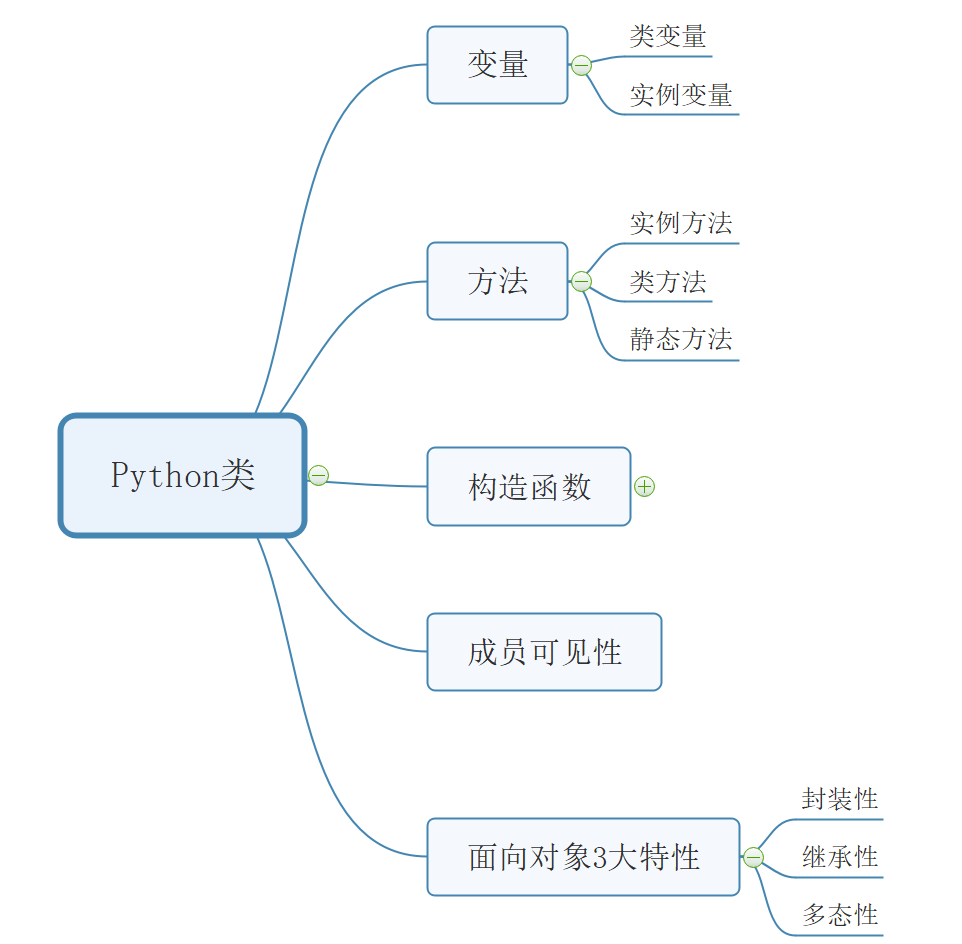 Python类
变量
类变量
实例变量
方法
实例方法
类方法
静态方法
构造函数
成员可见性
面向对象3大特性
封装性
继承性
多态性